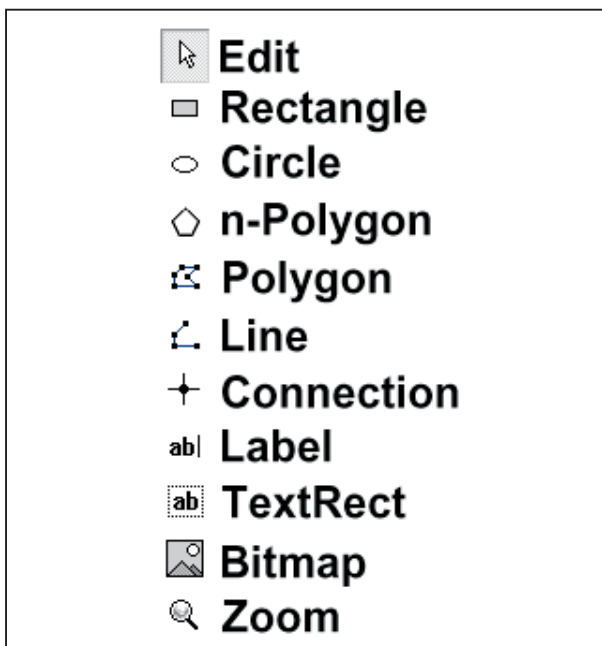 Edit
Rectangle
Circle
n-Polygon
Polygon
Line
Connection
ab| Label
ab TextRect
Bitmap
Zoom